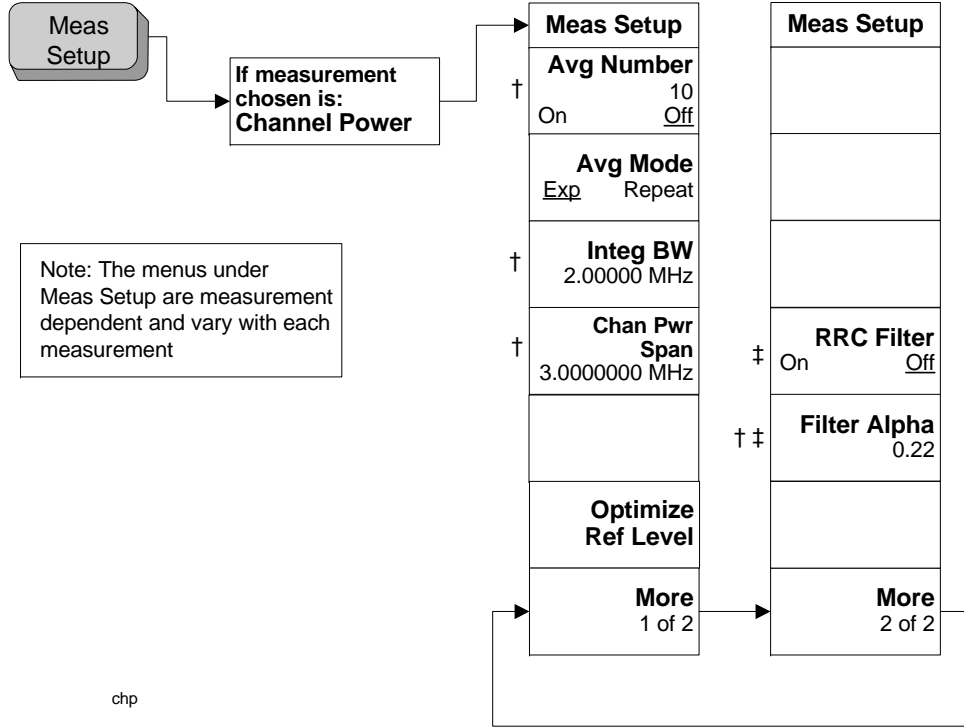 Meas
Setup
If measurement
chosen is:
Channel Power
Note: The menus under
Meas Setup are measurement
dependent and vary with each
measurement
Meas Setup
†
Avg Number
10
On Off
Avg Mode
Exp Repeat
†
Integ BW
2.00000 MHz
†
Chan Pwr
Span
3.0000000 MHz
Optimize
Ref Level
More
1 of 2
Meas Setup
‡
RRC Filter
On Off
† ‡
Filter Alpha
0.22
More
2 of 2
chp